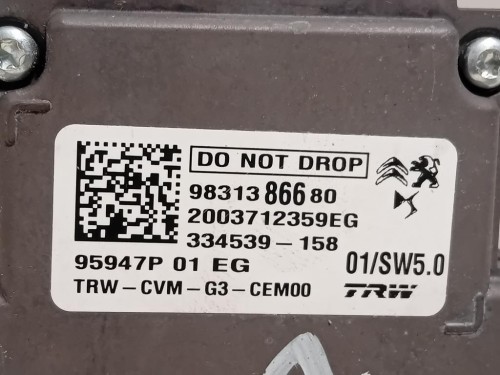 DO NOT DROP
98313 866 80
2003712359EG
334539-158
95947P 01 EG
01/SW5.0
TRW-CVM-G3-CEM00
TRW